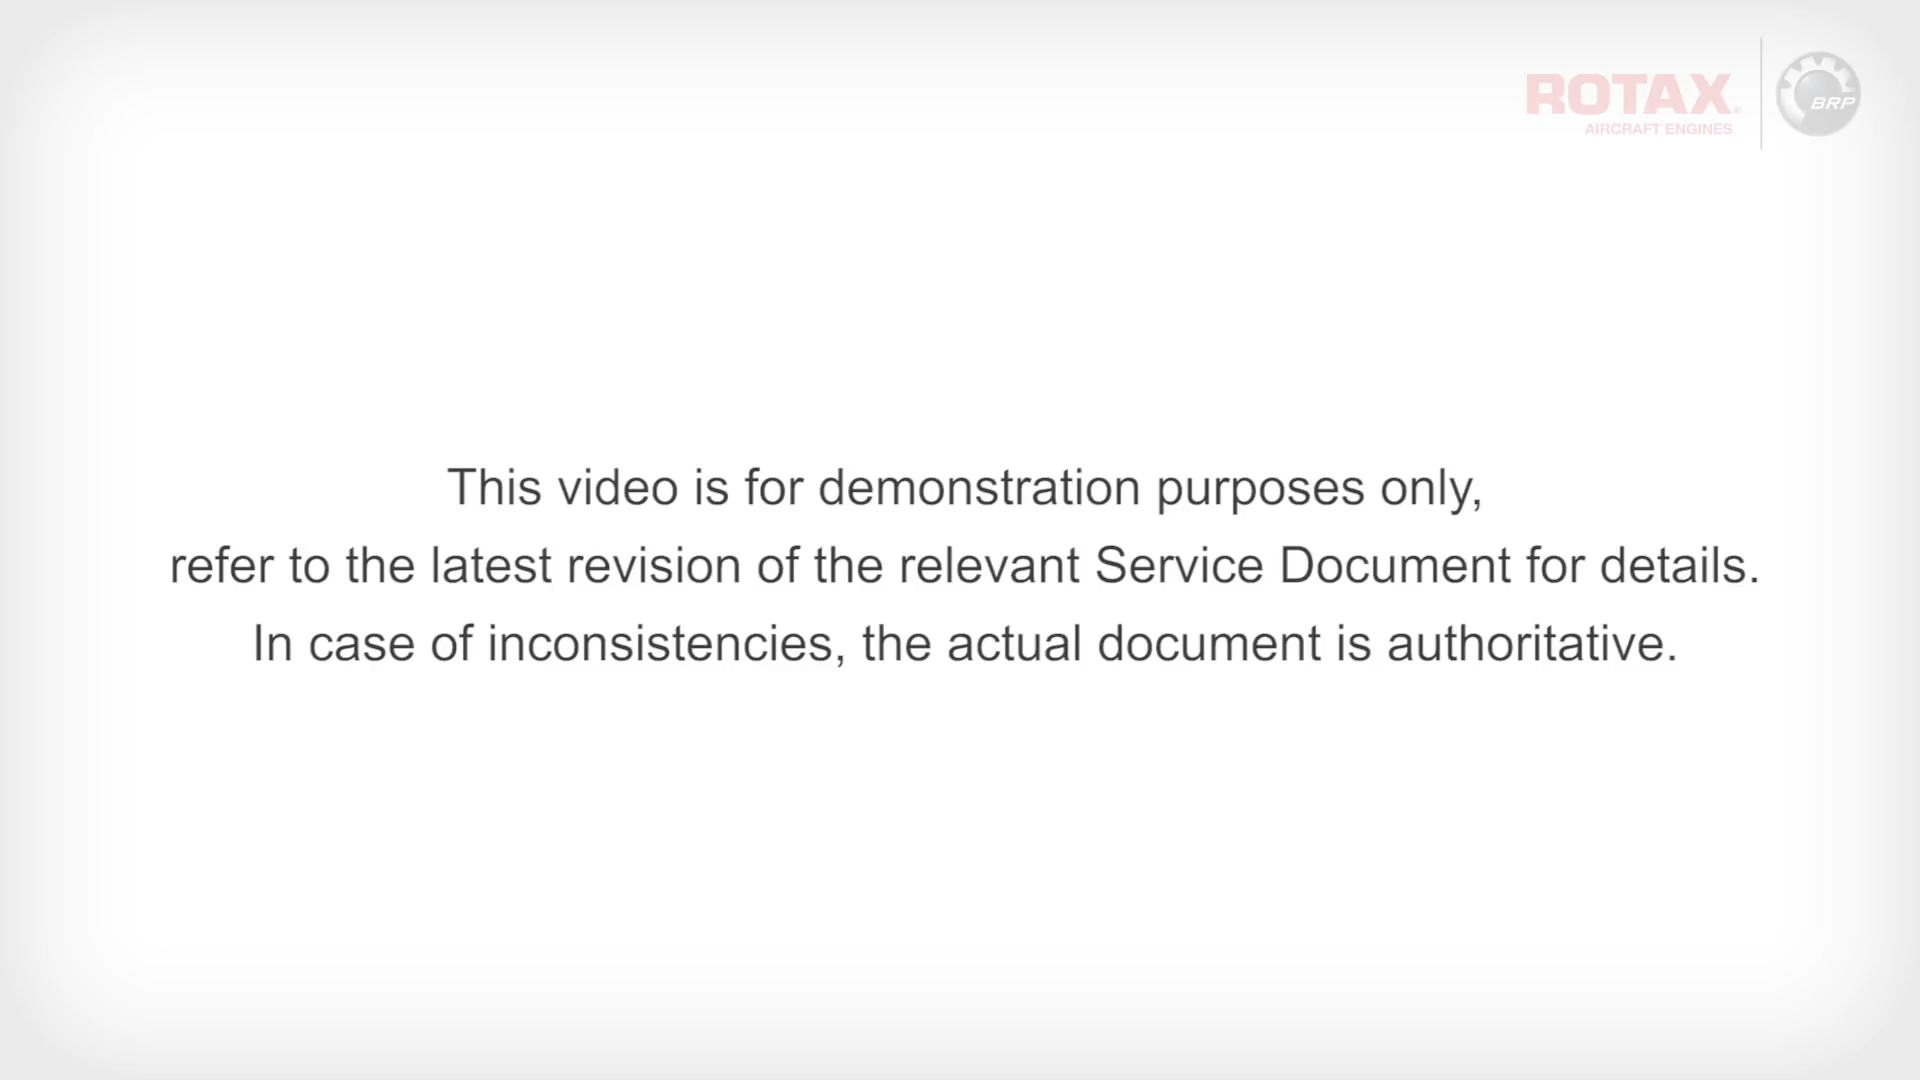 ROTAX®
AIRCRAFT ENGINES
BRP
This video is for demonstration purposes only,
refer to the latest revision of the relevant Service Document for details.
In case of inconsistencies, the actual document is authoritative.